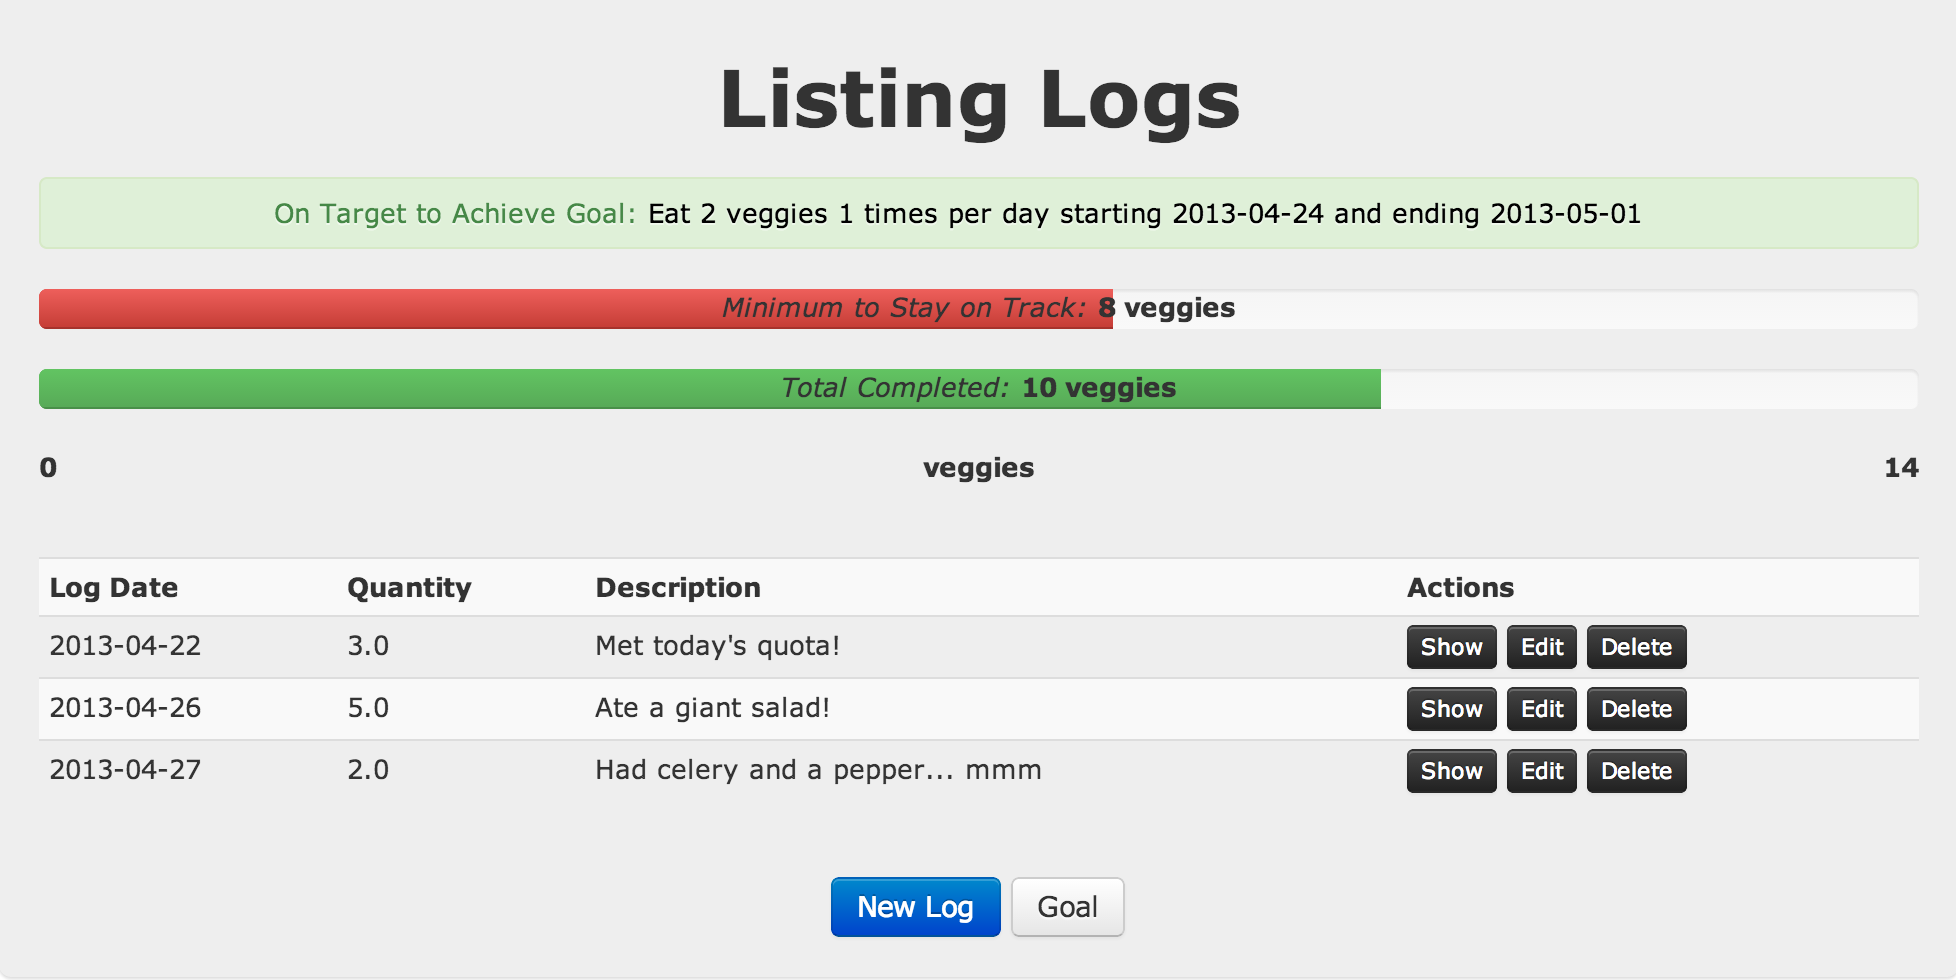 Listing Logs
On Target to Achieve Goal: Eat 2 veggies 1 times per day starting 2013-04-24 and ending 2013-05-01
Minimum to Stay on Track: 8 veggies
Total Completed: 10 veggies
0 veggies 14
Log Date Quantity Description Actions
2013-04-22 3.0 Met today's quota! Show Edit Delete
2013-04-26 5.0 Ate a giant salad! Show Edit Delete
2013-04-27 2.0 Had celery and a pepper... mmm Show Edit Delete
New Log Goal